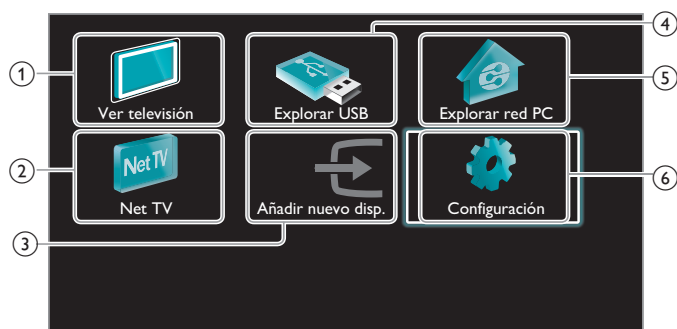 ④
①
⑤
Ver televisión
Explorar USB
Explorar red PC
Net TV
②
⑥
Net TV
Añadir nuevo disp.
Configuración
③